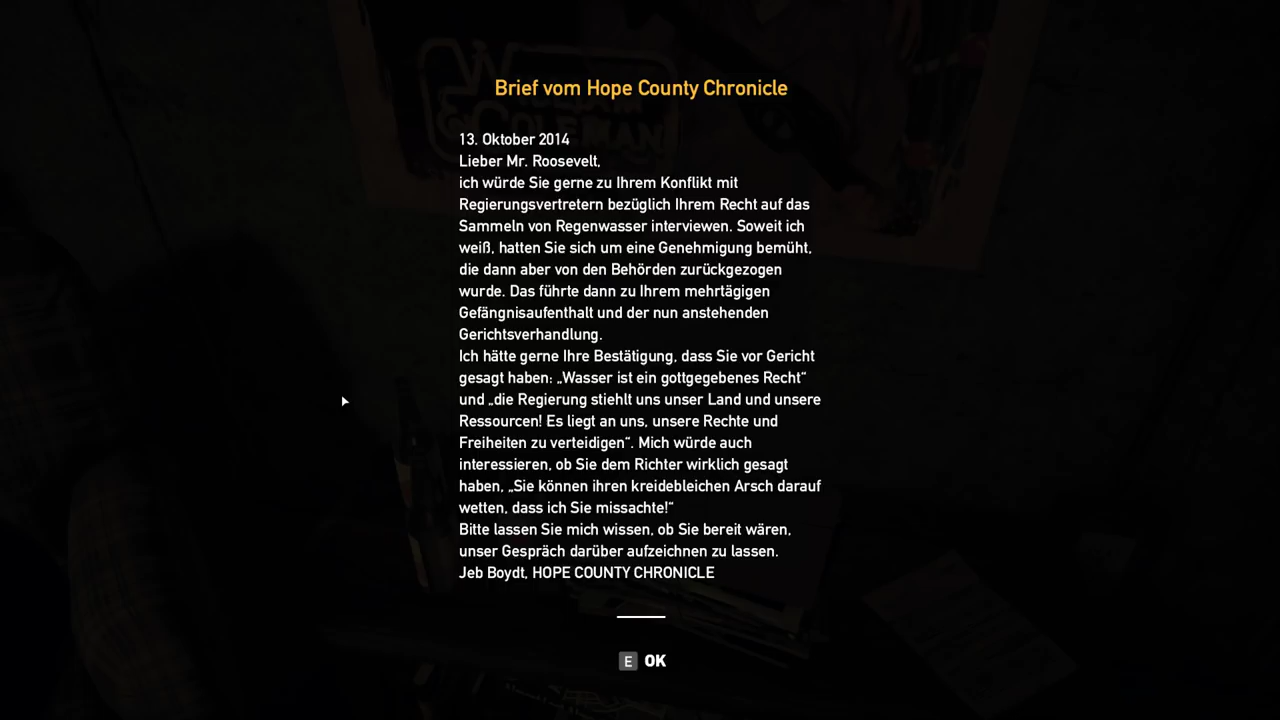 Brief vom Hope County Chronicle
13. Oktober 2014
Lieber Mr. Roosevelt,
ich würde Sie gerne zu Ihrem Konflikt mit
Regierungsvertretern bezüglich Ihrem Recht auf das
Sammeln von Regenwasser interviewen. Soweit ich
weiß, hatten Sie sich um eine Genehmigung bemüht,
die dann aber von den Behörden zurückgezogen
wurde. Das führte dann zu Ihrem mehrtägigen
Gefängnisaufenthalt und der nun anstehenden
Gerichtsverhandlung.
Ich hätte gerne Ihre Bestätigung, dass Sie vor Gericht
gesagt haben: „Wasser ist ein gottgegebenes Recht“
und „die Regierung stiehlt uns unser Land und unsere
Ressourcen! Es liegt an uns, unsere Rechte und
Freiheiten zu verteidigen“. Mich würde auch
interessieren, ob Sie dem Richter wirklich gesagt
haben, „Sie können ihren kreidebleichen Arsch darauf
wetten, dass ich Sie missachte!“
Bitte lassen Sie mich wissen, ob Sie bereit wären,
unser Gespräch darüber aufzeichnen zu lassen.
Jeb Boydt, HOPE COUNTY CHRONICLE
E OK